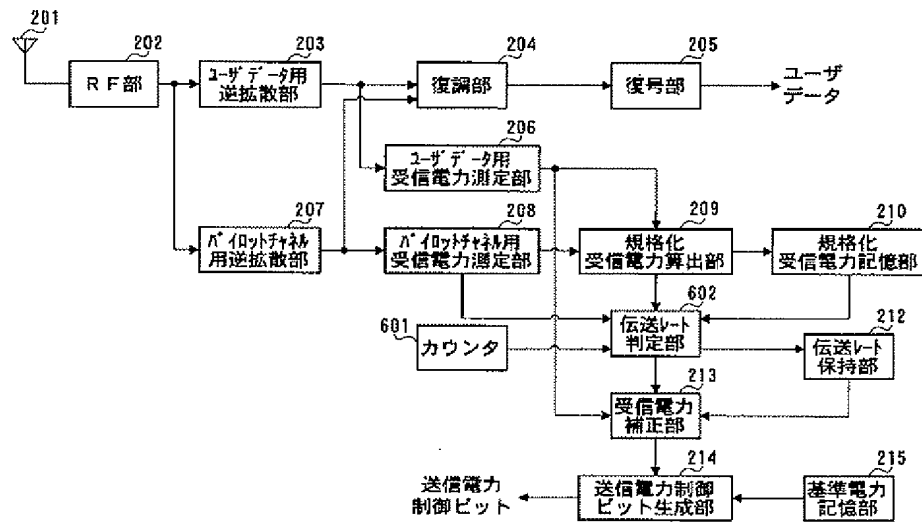 201
202
RF部
203
ユーザデータ用
逆拡散部
204
復調部
205
復号部
ユーザ
データ
206
ユーザデータ用
受信電力測定部
207
パイロットチャネル
用逆拡散部
208
パイロットチャネル用
受信電力測定部
209
規格化
受信電力算出部
210
規格化
受信電力記憶部
601
カウンタ
602
伝送レート
判定部
212
伝送レート
保持部
213
受信電力
補正部
214
送信電力制御
ビット生成部
215
基準電力
記憶部
送信電力
制御ビット